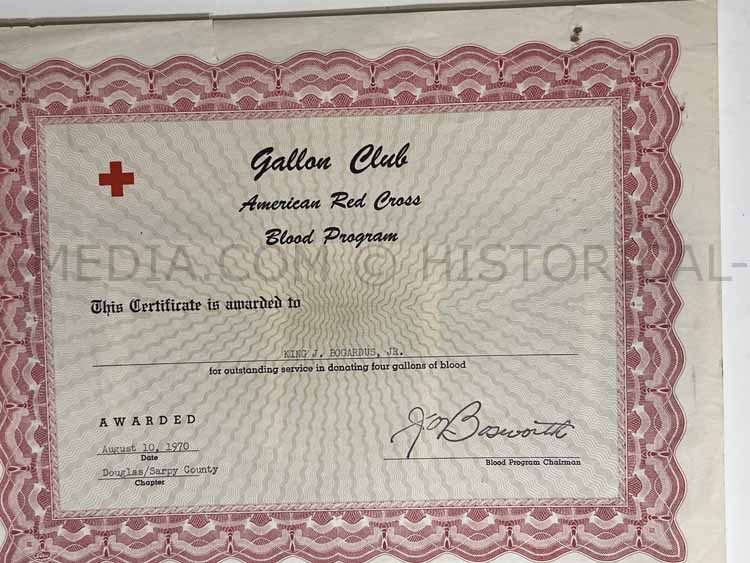 Gallon Club
American Red Cross
Blood Program
MEDIA.COM © HISTORICAL-
This Certificate is awarded to
KING J. BOGARDUS, JR.
for outstanding service in donating four gallons of blood
AWARDED
August 10, 1970
Date
Douglas/Sarpy County
Chapter
J. O. Bosworth
Blood Program Chairman